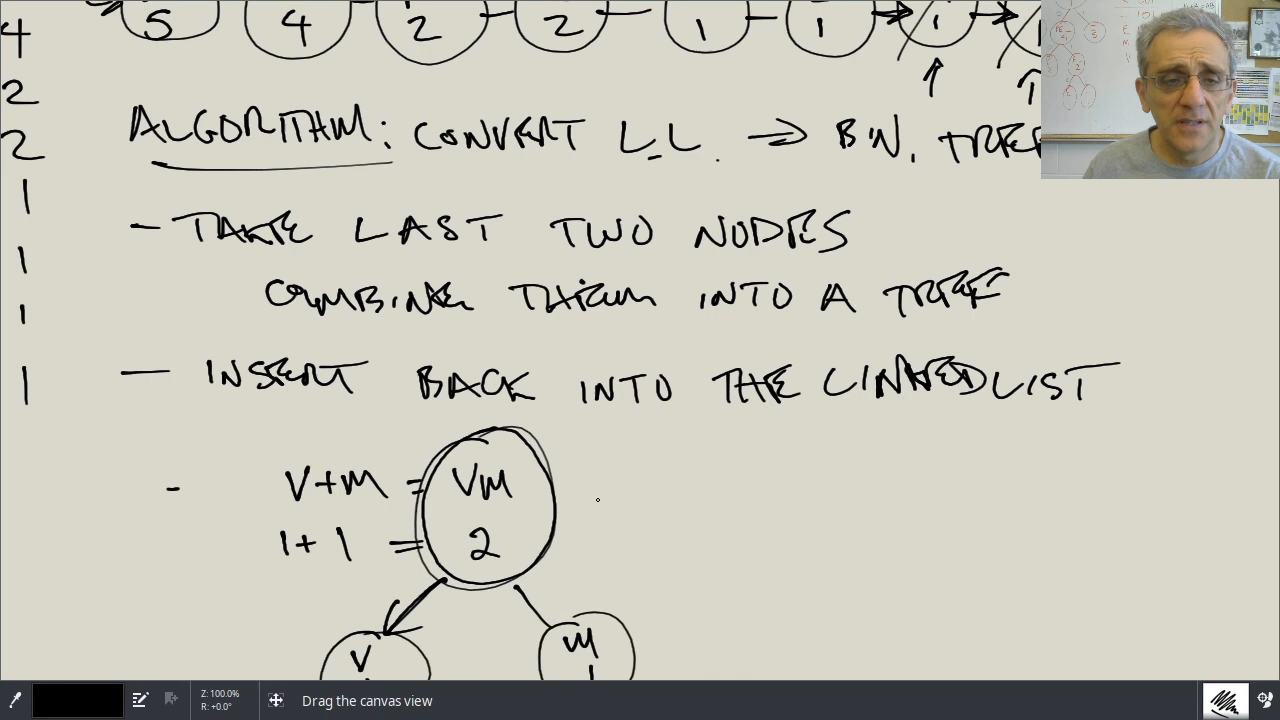 5 4 2 2 1 1 1
4
2
2
1
1
1
1
ALGORITHM: CONVERT L.L. ⇒ BIN. TREE
- TAKE LAST TWO NODES
COMBINE THEM INTO A TREE
- INSERT BACK INTO THE LINKEDLIST
- V+M = VM
1+1 = 2
V M
1
Z: 100.0%
R: +0.0°
Drag the canvas view